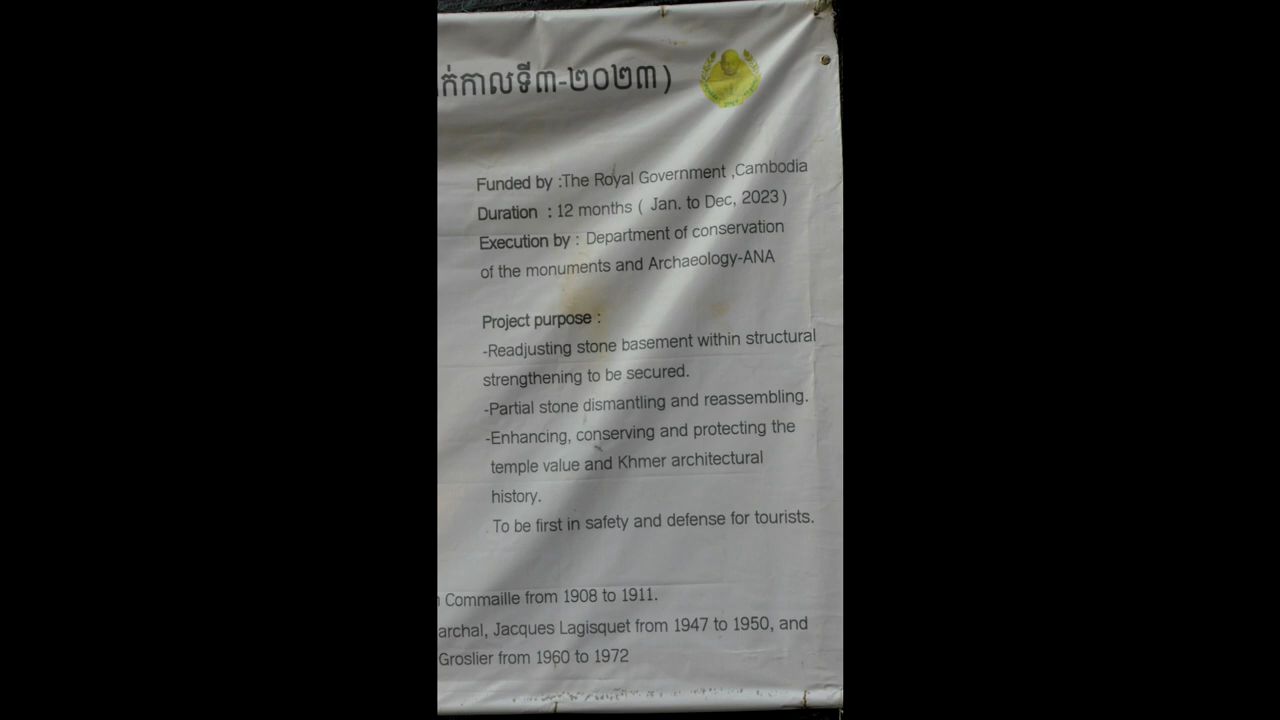 កាលទី៣-២០២៣)
Funded by :The Royal Government ,Cambodia
Duration : 12 months ( Jan. to Dec, 2023 )
Execution by : Department of conservation
of the monuments and Archaeology-ANA
Project purpose :
-Readjusting stone basement within structural
strengthening to be secured.
-Partial stone dismantling and reassembling.
-Enhancing, conserving and protecting the
temple value and Khmer architectural
history.
To be first in safety and defense for tourists.
Commaille from 1908 to 1911.
archal, Jacques Lagisquet from 1947 to 1950, and
Groslier from 1960 to 1972